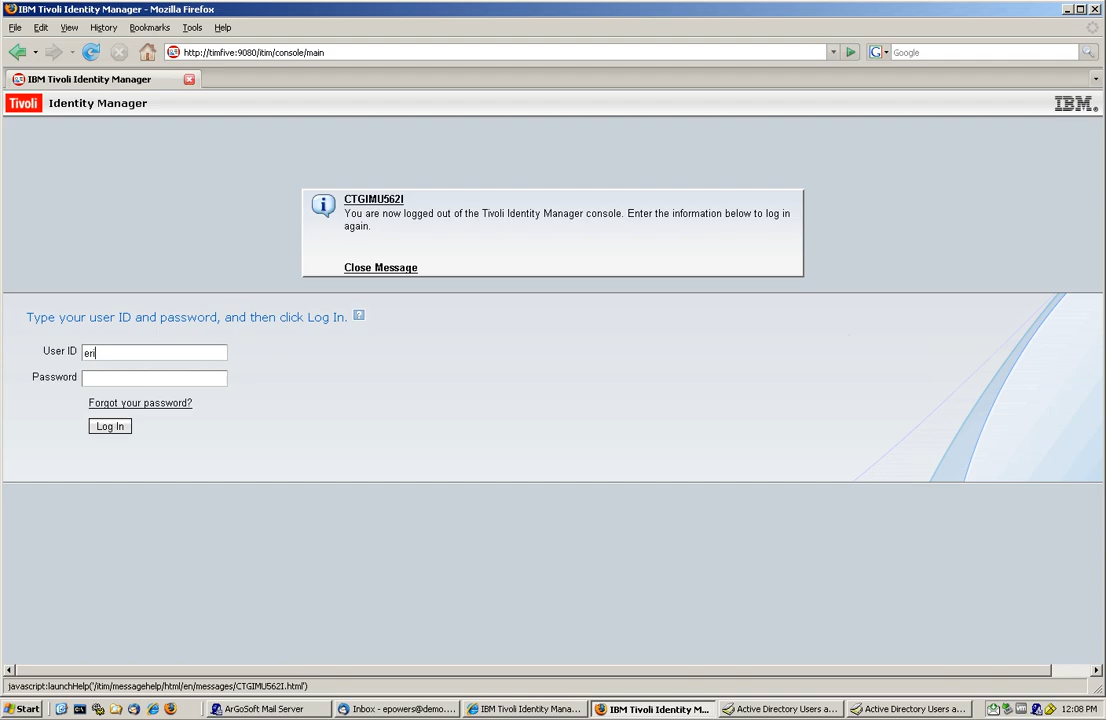 IBM Tivoli Identity Manager - Mozilla Firefox
File Edit View History Bookmarks Tools Help
http://timfive:9080/itim/console/main
Google
IBM Tivoli Identity Manager
Tivoli Identity Manager
IBM
CTGIMU562I
You are now logged out of the Tivoli Identity Manager console. Enter the information below to log in
again.
Close Message
Type your user ID and password, and then click Log In.
User ID eri
Password
Forgot your password?
Log In
javascript:launchHelp('/itim/messagehelp/html/en/messages/CTGIMU562I.html')
Start ArGoSoft Mail Server Inbox - epowers@demo.... IBM Tivoli Identity Mana... IBM Tivoli Identity M... Active Directory Users a... Active Directory Users a... 12:08 PM